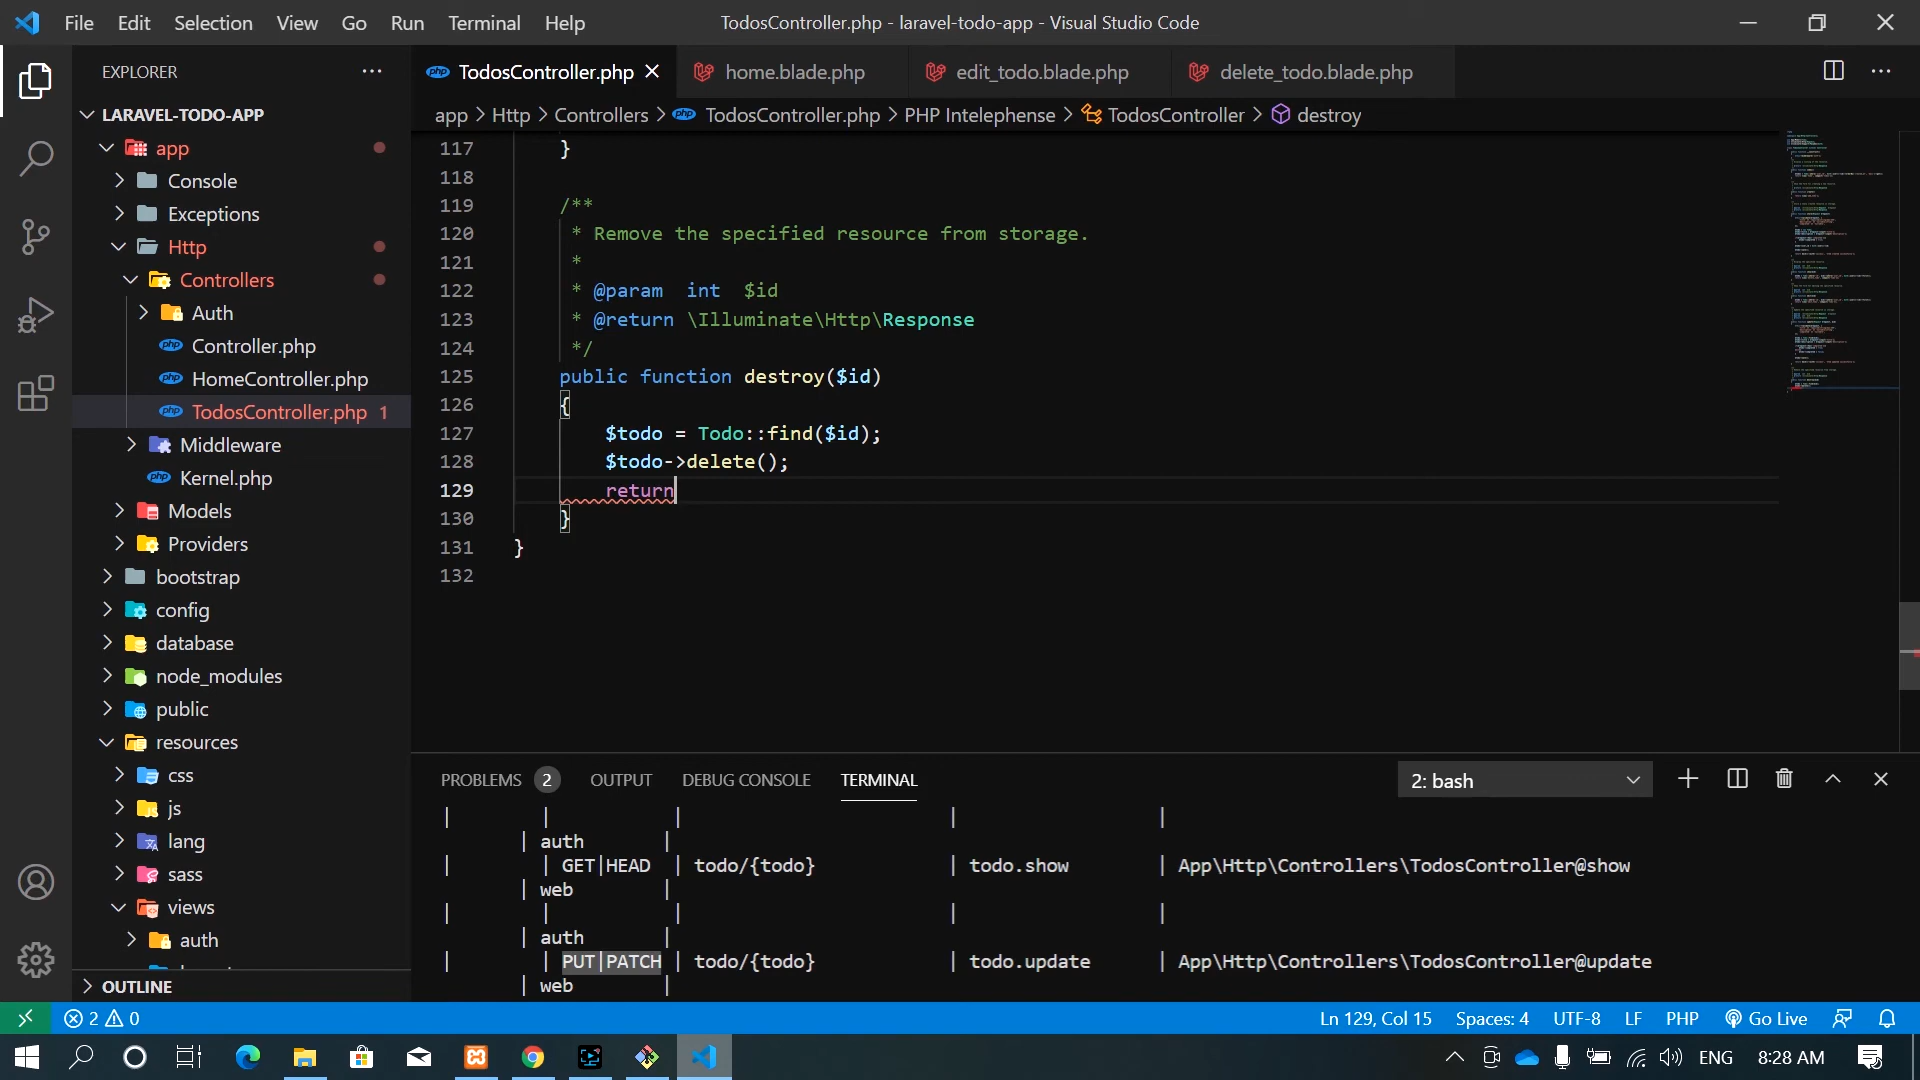 File Edit Selection View Go Run Terminal Help TodosController.php - laravel-todo-app - Visual Studio Code
EXPLORER
TodosController.php home.blade.php edit_todo.blade.php delete_todo.blade.php
app > Http > Controllers > TodosController.php > PHP Intelephense > TodosController > destroy
LARAVEL-TODO-APP
app
Console
Exceptions
Http
Controllers
Auth
Controller.php
HomeController.php
TodosController.php 1
Middleware
Kernel.php
Models
Providers
bootstrap
config
database
node_modules
public
resources
css
js
lang
sass
views
auth
OUTLINE
117 }
118
119 /**
120 * Remove the specified resource from storage.
121 *
122 * @param  int  $id
123 * @return \Illuminate\Http\Response
124 */
125 public function destroy($id)
126 {
127 $todo = Todo::find($id);
128 $todo->delete();
129 return
130 }
131 }
132
PROBLEMS 2 OUTPUT DEBUG CONSOLE TERMINAL 2: bash
| | | | |
| auth |
| | GET|HEAD | todo/{todo} | todo.show | App\Http\Controllers\TodosController@show
| web |
| | | | |
| auth |
| | PUT|PATCH | todo/{todo} | todo.update | App\Http\Controllers\TodosController@update
| web |
2 0 Ln 129, Col 15 Spaces: 4 UTF-8 LF PHP Go Live
ENG 8:28 AM